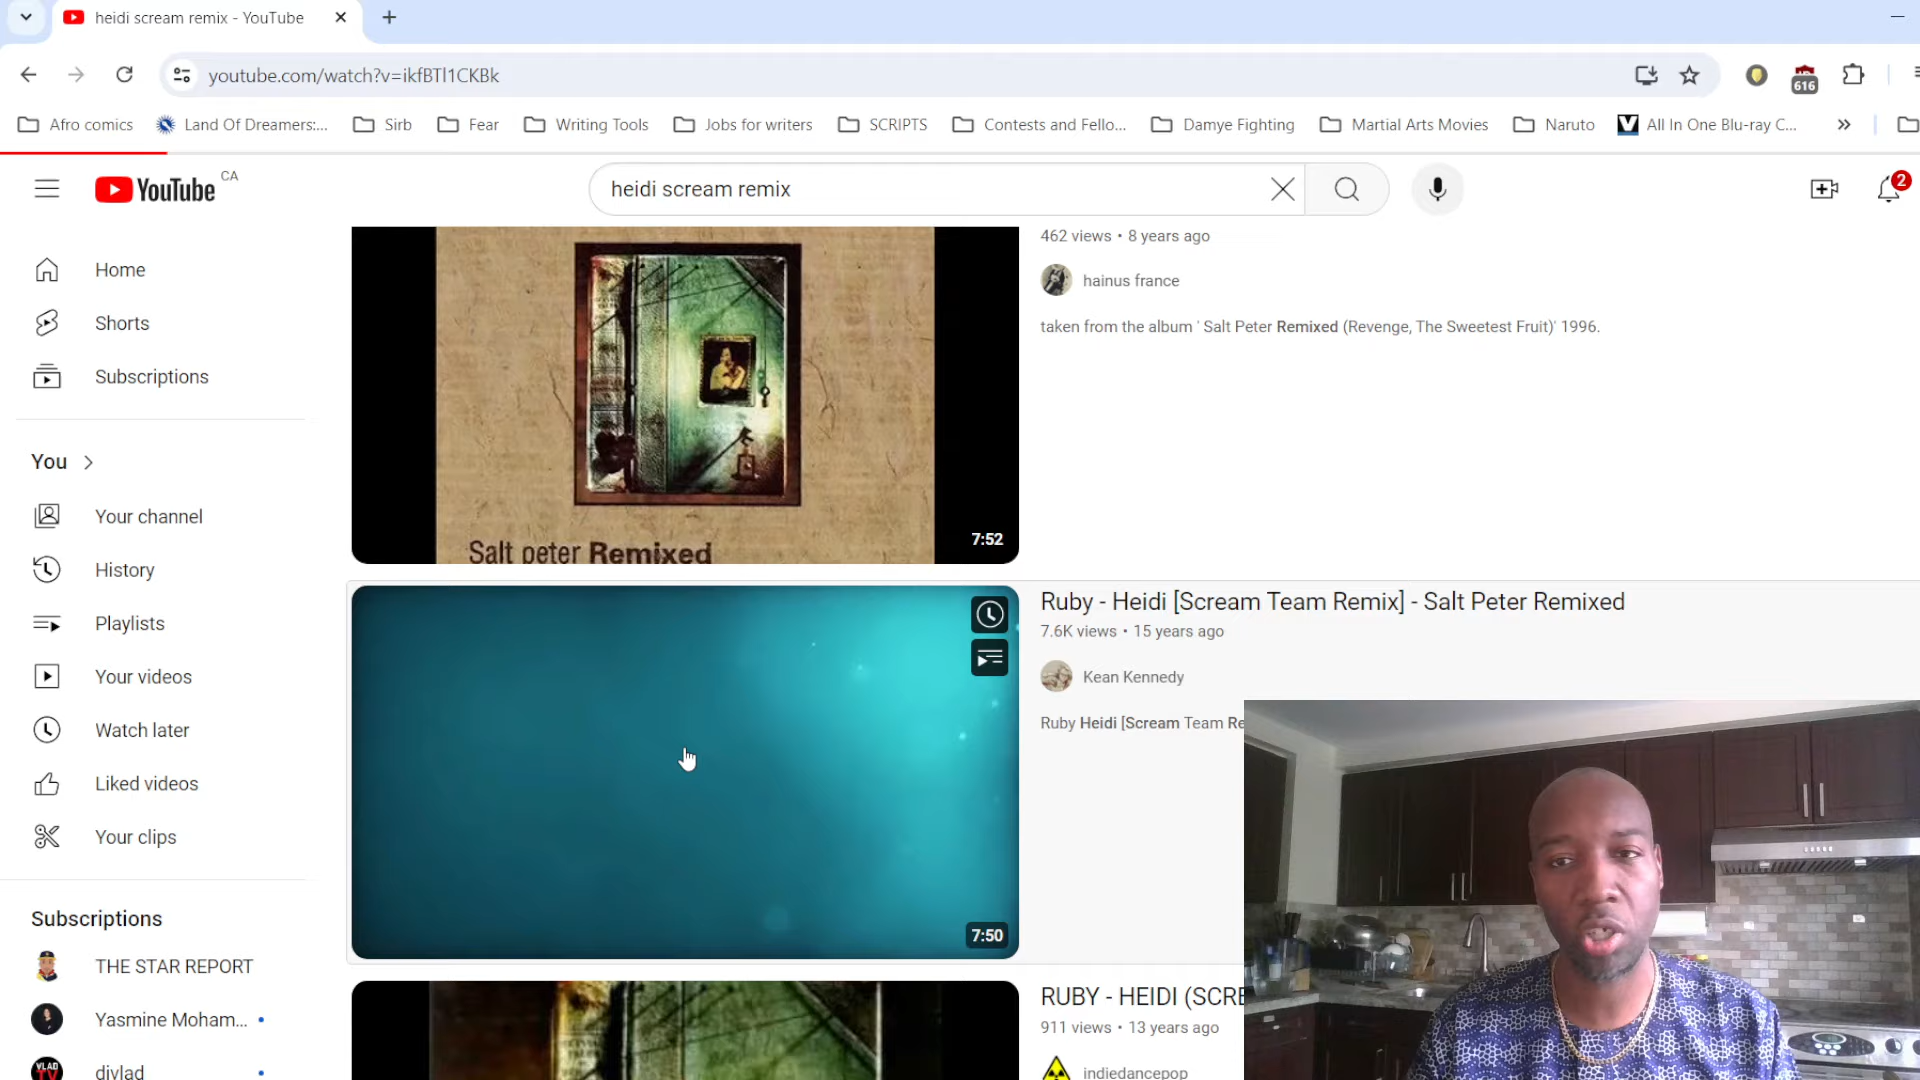 heidi scream remix - YouTube
youtube.com/watch?v=ikfBTl1CKBk
616
Afro comics
Land Of Dreamers:...
Sirb
Fear
Writing Tools
Jobs for writers
SCRIPTS
Contests and Fello...
Damye Fighting
Martial Arts Movies
Naruto
All In One Blu-ray C...
YouTube CA
heidi scream remix
2
Home
Shorts
Subscriptions
You
Your channel
History
Playlists
Your videos
Watch later
Liked videos
Your clips
Subscriptions
THE STAR REPORT
Yasmine Moham...
VLAD TV
djvlad
462 views • 8 years ago
hainus france
taken from the album ' Salt Peter Remixed (Revenge, The Sweetest Fruit)' 1996.
Salt peter Remixed
7:52
Ruby - Heidi [Scream Team Remix] - Salt Peter Remixed
7.6K views • 15 years ago
Kean Kennedy
Ruby Heidi [Scream Team Re
7:50
RUBY - HEIDI (SCRE
911 views • 13 years ago
indiedancepop